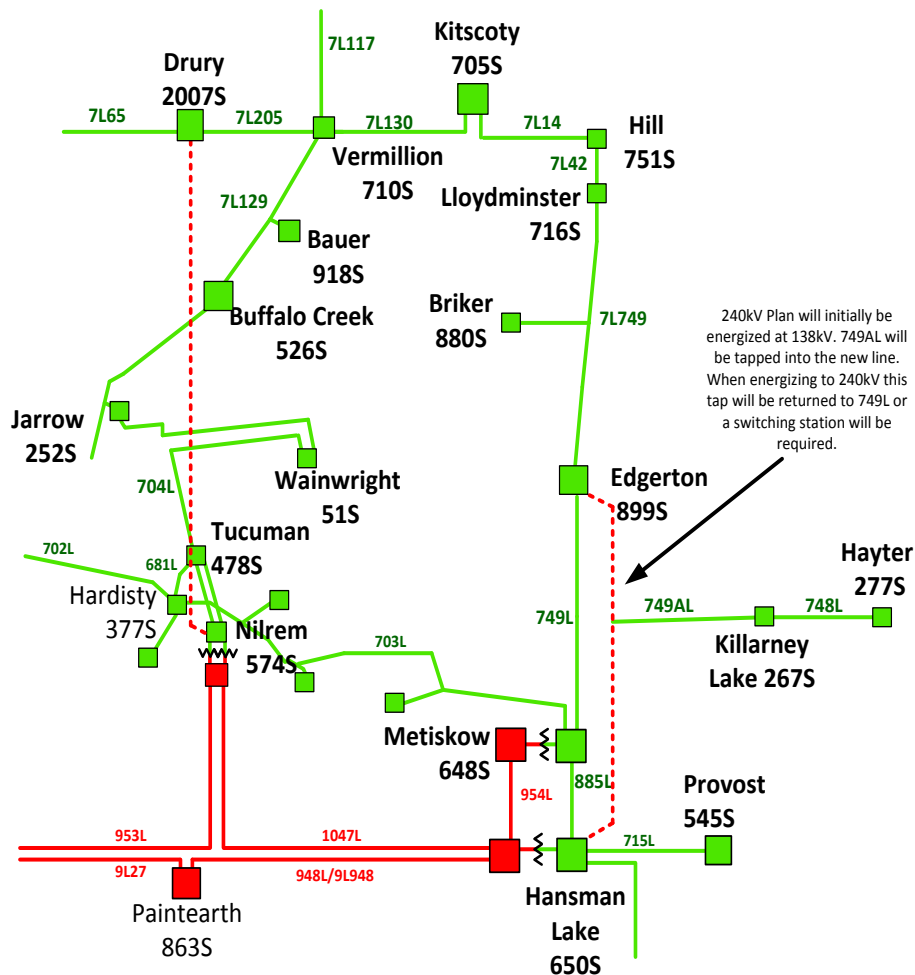 7L117
Kitscoty
705S
Drury
2007S
7L65
7L205
7L130
7L14
Hill
751S
Vermillion
710S
7L42
Lloydminster
716S
7L129
Bauer
918S
Briker
880S
7L749
Buffalo Creek
526S
240kV Plan will initially be
energized at 138kV. 749AL will
be tapped into the new line.
When energizing to 240kV this
tap will be returned to 749L or
a switching station will be
required.
Jarrow
252S
Wainwright
51S
704L
Edgerton
899S
Tucuman
478S
702L
681L
Hardisty
377S
Hayter
277S
749L
749AL
748L
Nilrem
574S
703L
Killarney
Lake 267S
Metiskow
648S
885L
954L
Provost
545S
953L
1047L
715L
9L27
948L/9L948
Paintearth
863S
Hansman
Lake
650S